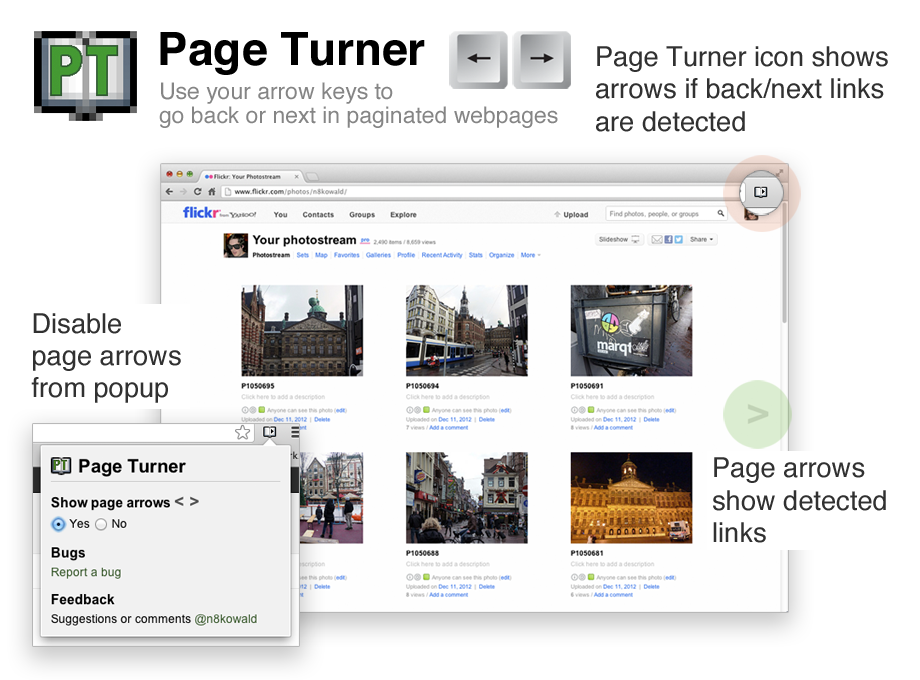 PT
Page Turner
Use your arrow keys to
go back or next in paginated webpages
← →
Page Turner icon shows
arrows if back/next links
are detected
Flickr: Your Photostream
www.flickr.com/photos/n8kowald/
flickr from YAHOO!
You Contacts Groups Explore
Upload
Find photos, people, or groups
Your photostream
2,490 items / 8,659 views
Slideshow
Share
Photostream Sets Map Favorites Galleries Profile Recent Activity Stats Organize More
marqt
P1050695
Click here to add a description
Anyone can see this photo (edit)
Uploaded on Dec 11, 2012 | Delete
P1050694
Click here to add a description
Anyone can see this photo (edit)
Uploaded on Dec 11, 2012 | Delete
7 views / Add a comment
P1050691
Click here to add a description
Anyone can see this photo (edit)
Uploaded on Dec 11, 2012 | Delete
8 views / Add a comment
>
Page arrows
show detected
links
P1050688
Click here to add a description
Anyone can see this photo (edit)
Uploaded on Dec 11, 2012 | Delete
6 views / Add a comment
P1050681
Click here to add a description
Anyone can see this photo (edit)
Uploaded on Dec 11, 2012 | Delete
6 views / Add a comment
Disable
page arrows
from popup
PT Page Turner
Show page arrows < >
Yes No
Bugs
Report a bug
Feedback
Suggestions or comments @n8kowald